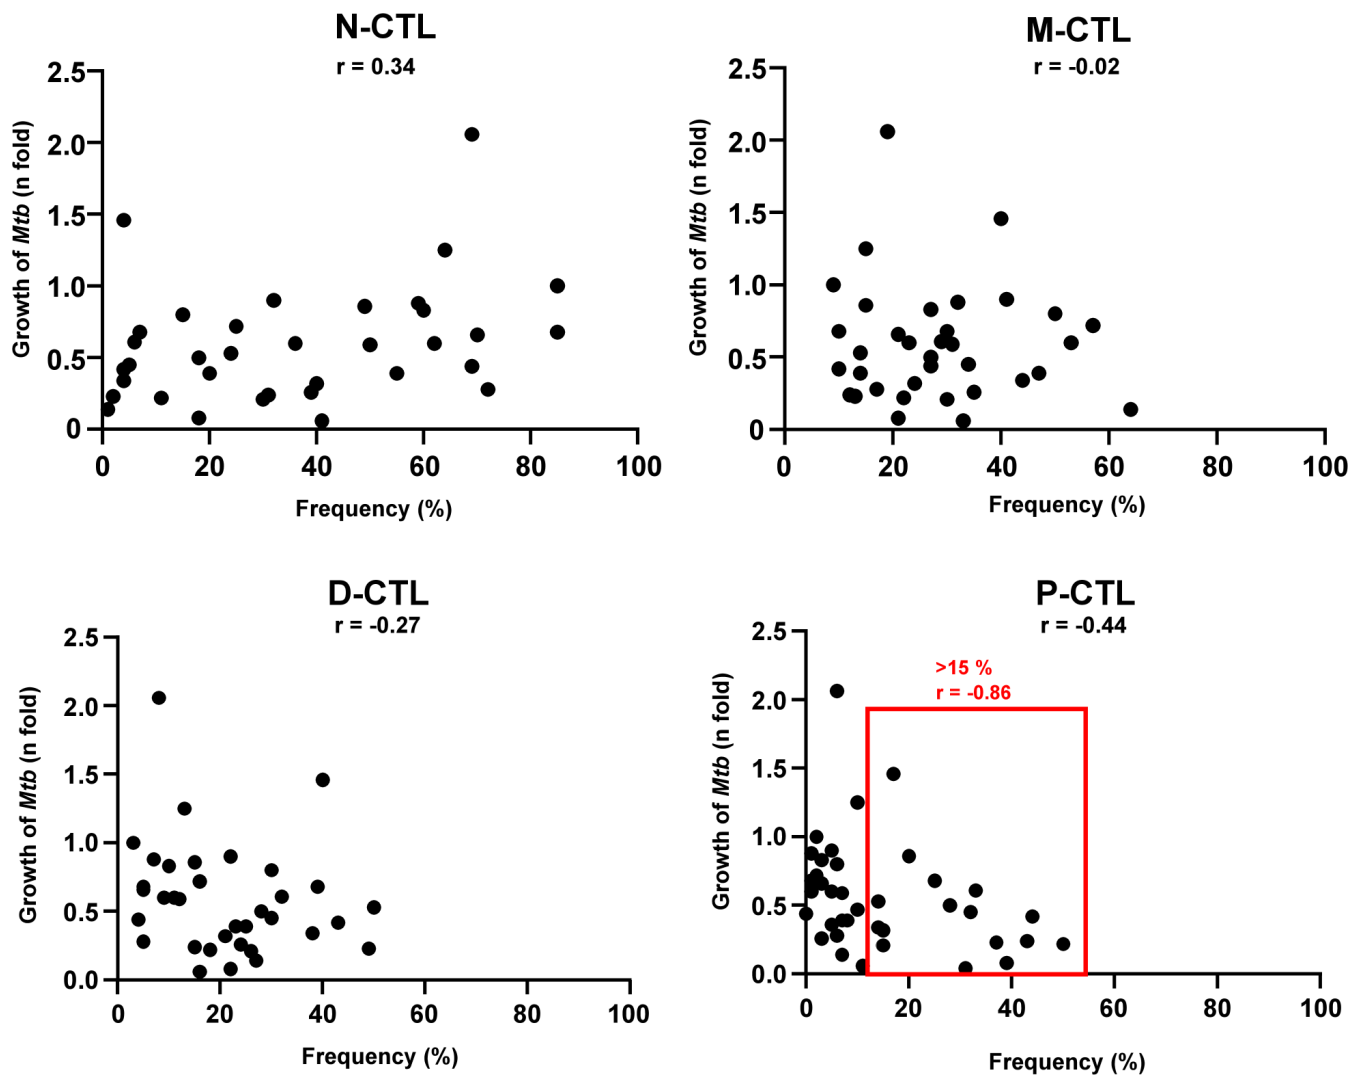 N-CTL
r = 0.34
2.5
2.0
1.5
1.0
0.5
0
0 20 40 60 80 100
Growth of Mtb (n fold)
Frequency (%)
M-CTL
r = -0.02
2.5
2.0
1.5
1.0
0.5
0
0 20 40 60 80 100
Growth of Mtb (n fold)
Frequency (%)
D-CTL
r = -0.27
2.5
2.0
1.5
1.0
0.5
0.0
0 20 40 60 80 100
Growth of Mtb (n fold)
Frequency (%)
P-CTL
r = -0.44
>15 %
r = -0.86
2.5
2.0
1.5
1.0
0.5
0.0
0 20 40 60 80 100
Growth of Mtb (n fold)
Frequency (%)